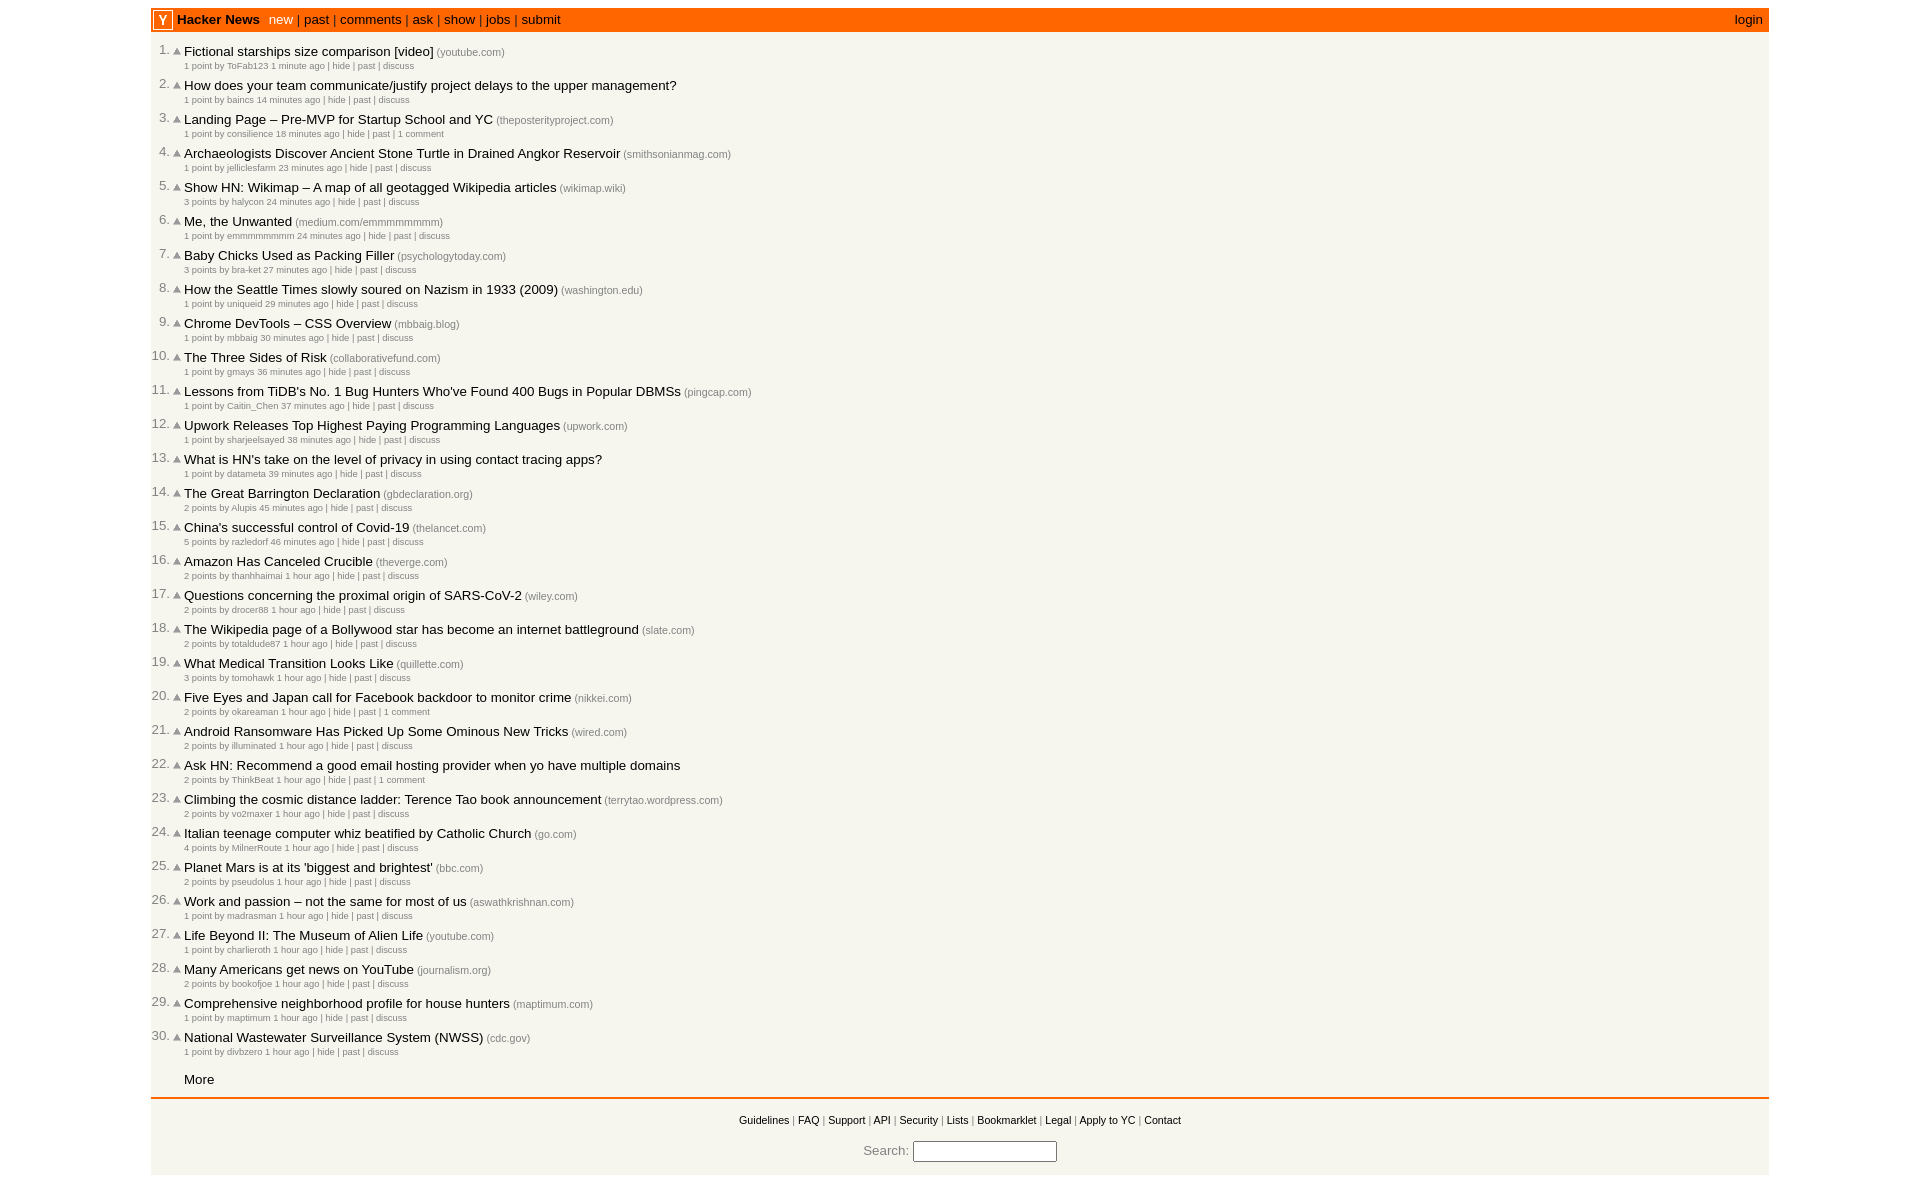 Y Hacker News new | past | comments | ask | show | jobs | submit login
1. Fictional starships size comparison [video] (youtube.com)
1 point by ToFab123 1 minute ago | hide | past | discuss
2. How does your team communicate/justify project delays to the upper management?
1 point by baincs 14 minutes ago | hide | past | discuss
3. Landing Page – Pre-MVP for Startup School and YC (theposterityproject.com)
1 point by consilience 18 minutes ago | hide | past | 1 comment
4. Archaeologists Discover Ancient Stone Turtle in Drained Angkor Reservoir (smithsonianmag.com)
1 point by jelliclesfarm 23 minutes ago | hide | past | discuss
5. Show HN: Wikimap – A map of all geotagged Wikipedia articles (wikimap.wiki)
3 points by halycon 24 minutes ago | hide | past | discuss
6. Me, the Unwanted (medium.com/emmmmmmmm)
1 point by emmmmmmmm 24 minutes ago | hide | past | discuss
7. Baby Chicks Used as Packing Filler (psychologytoday.com)
3 points by bra-ket 27 minutes ago | hide | past | discuss
8. How the Seattle Times slowly soured on Nazism in 1933 (2009) (washington.edu)
1 point by uniqueid 29 minutes ago | hide | past | discuss
9. Chrome DevTools – CSS Overview (mbbaig.blog)
1 point by mbbaig 30 minutes ago | hide | past | discuss
10. The Three Sides of Risk (collaborativefund.com)
1 point by gmays 36 minutes ago | hide | past | discuss
11. Lessons from TiDB's No. 1 Bug Hunters Who've Found 400 Bugs in Popular DBMSs (pingcap.com)
1 point by Caitin_Chen 37 minutes ago | hide | past | discuss
12. Upwork Releases Top Highest Paying Programming Languages (upwork.com)
1 point by sharjeelsayed 38 minutes ago | hide | past | discuss
13. What is HN's take on the level of privacy in using contact tracing apps?
1 point by datameta 39 minutes ago | hide | past | discuss
14. The Great Barrington Declaration (gbdeclaration.org)
2 points by Alupis 45 minutes ago | hide | past | discuss
15. China's successful control of Covid-19 (thelancet.com)
5 points by razledorf 46 minutes ago | hide | past | discuss
16. Amazon Has Canceled Crucible (theverge.com)
2 points by thanhhaimai 1 hour ago | hide | past | discuss
17. Questions concerning the proximal origin of SARS-CoV-2 (wiley.com)
2 points by drocer88 1 hour ago | hide | past | discuss
18. The Wikipedia page of a Bollywood star has become an internet battleground (slate.com)
2 points by totaldude87 1 hour ago | hide | past | discuss
19. What Medical Transition Looks Like (quillette.com)
3 points by tomohawk 1 hour ago | hide | past | discuss
20. Five Eyes and Japan call for Facebook backdoor to monitor crime (nikkei.com)
2 points by okareaman 1 hour ago | hide | past | 1 comment
21. Android Ransomware Has Picked Up Some Ominous New Tricks (wired.com)
2 points by illuminated 1 hour ago | hide | past | discuss
22. Ask HN: Recommend a good email hosting provider when yo have multiple domains
2 points by ThinkBeat 1 hour ago | hide | past | 1 comment
23. Climbing the cosmic distance ladder: Terence Tao book announcement (terrytao.wordpress.com)
2 points by vo2maxer 1 hour ago | hide | past | discuss
24. Italian teenage computer whiz beatified by Catholic Church (go.com)
4 points by MilnerRoute 1 hour ago | hide | past | discuss
25. Planet Mars is at its 'biggest and brightest' (bbc.com)
2 points by pseudolus 1 hour ago | hide | past | discuss
26. Work and passion – not the same for most of us (aswathkrishnan.com)
1 point by madrasman 1 hour ago | hide | past | discuss
27. Life Beyond II: The Museum of Alien Life (youtube.com)
1 point by charlieroth 1 hour ago | hide | past | discuss
28. Many Americans get news on YouTube (journalism.org)
2 points by bookofjoe 1 hour ago | hide | past | discuss
29. Comprehensive neighborhood profile for house hunters (maptimum.com)
1 point by maptimum 1 hour ago | hide | past | discuss
30. National Wastewater Surveillance System (NWSS) (cdc.gov)
1 point by divbzero 1 hour ago | hide | past | discuss
More
Guidelines | FAQ | Support | API | Security | Lists | Bookmarklet | Legal | Apply to YC | Contact
Search: